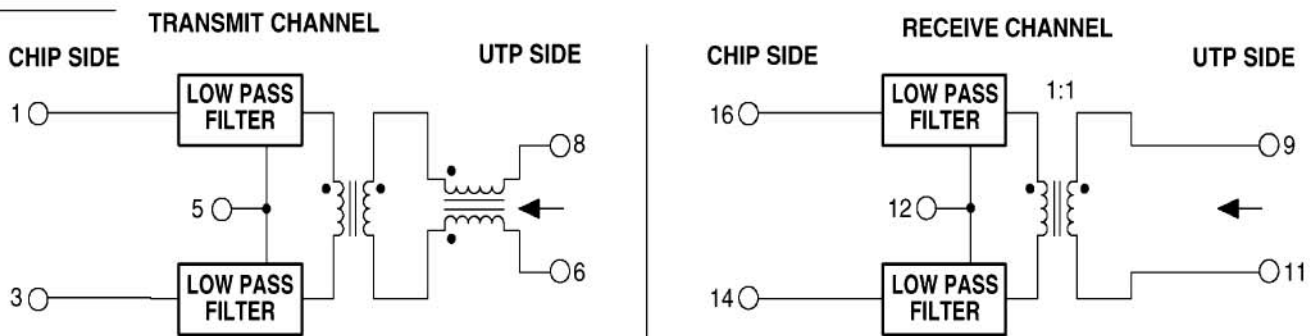 TRANSMIT CHANNEL
CHIP SIDE
UTP SIDE
LOW PASS
FILTER
1
8
5
6
3
LOW PASS
FILTER
RECEIVE CHANNEL
CHIP SIDE
UTP SIDE
LOW PASS
FILTER
1:1
16
9
12
11
14
LOW PASS
FILTER